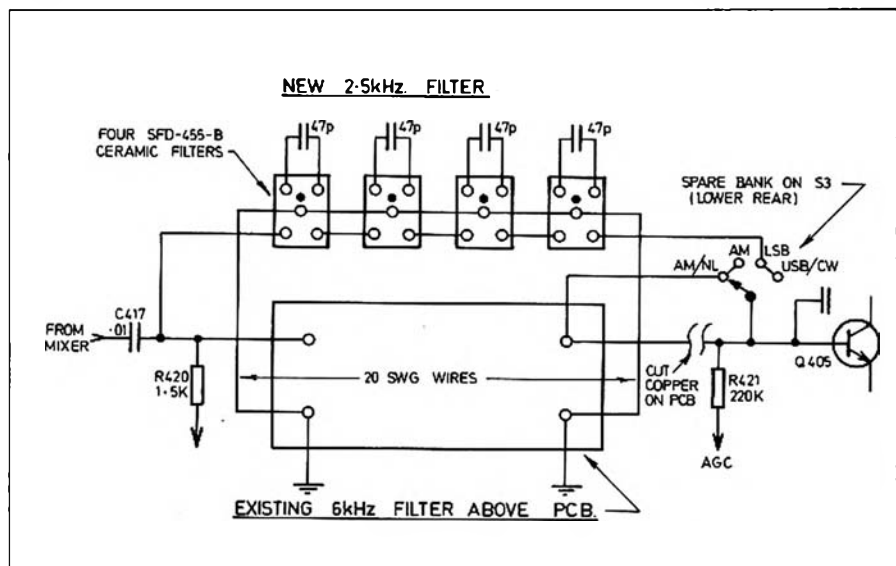 NEW 2·5kHz. FILTER
47p
47p
47p
47p
FOUR SFD-455-B
CERAMIC FILTERS
SPARE BANK ON S3
(LOWER REAR)
AM
LSB
AM/NL
USB/CW
C417
·01
FROM
MIXER
R420
1·5K
20 SWG WIRES
CUT
COPPER
ON PCB
R421
220K
Q405
AGC
EXISTING 6kHz FILTER ABOVE PCB.